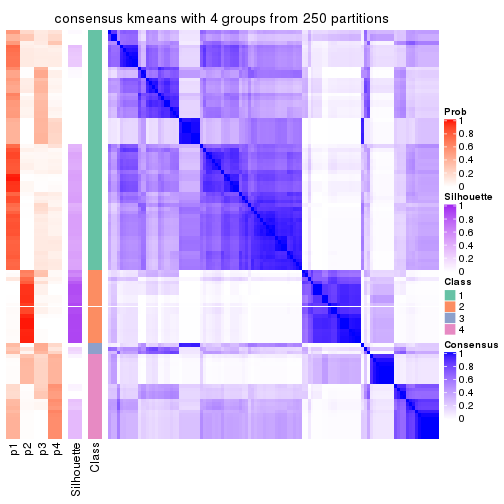 consensus kmeans with 4 groups from 250 partitions
Prob
1
0.8
0.6
0.4
0.2
0
Silhouette
1
0.8
0.6
0.4
0.2
0
Class
1
2
3
4
Consensus
1
0.8
0.6
0.4
0.2
0
p1
p2
p3
p4
Silhouette
Class